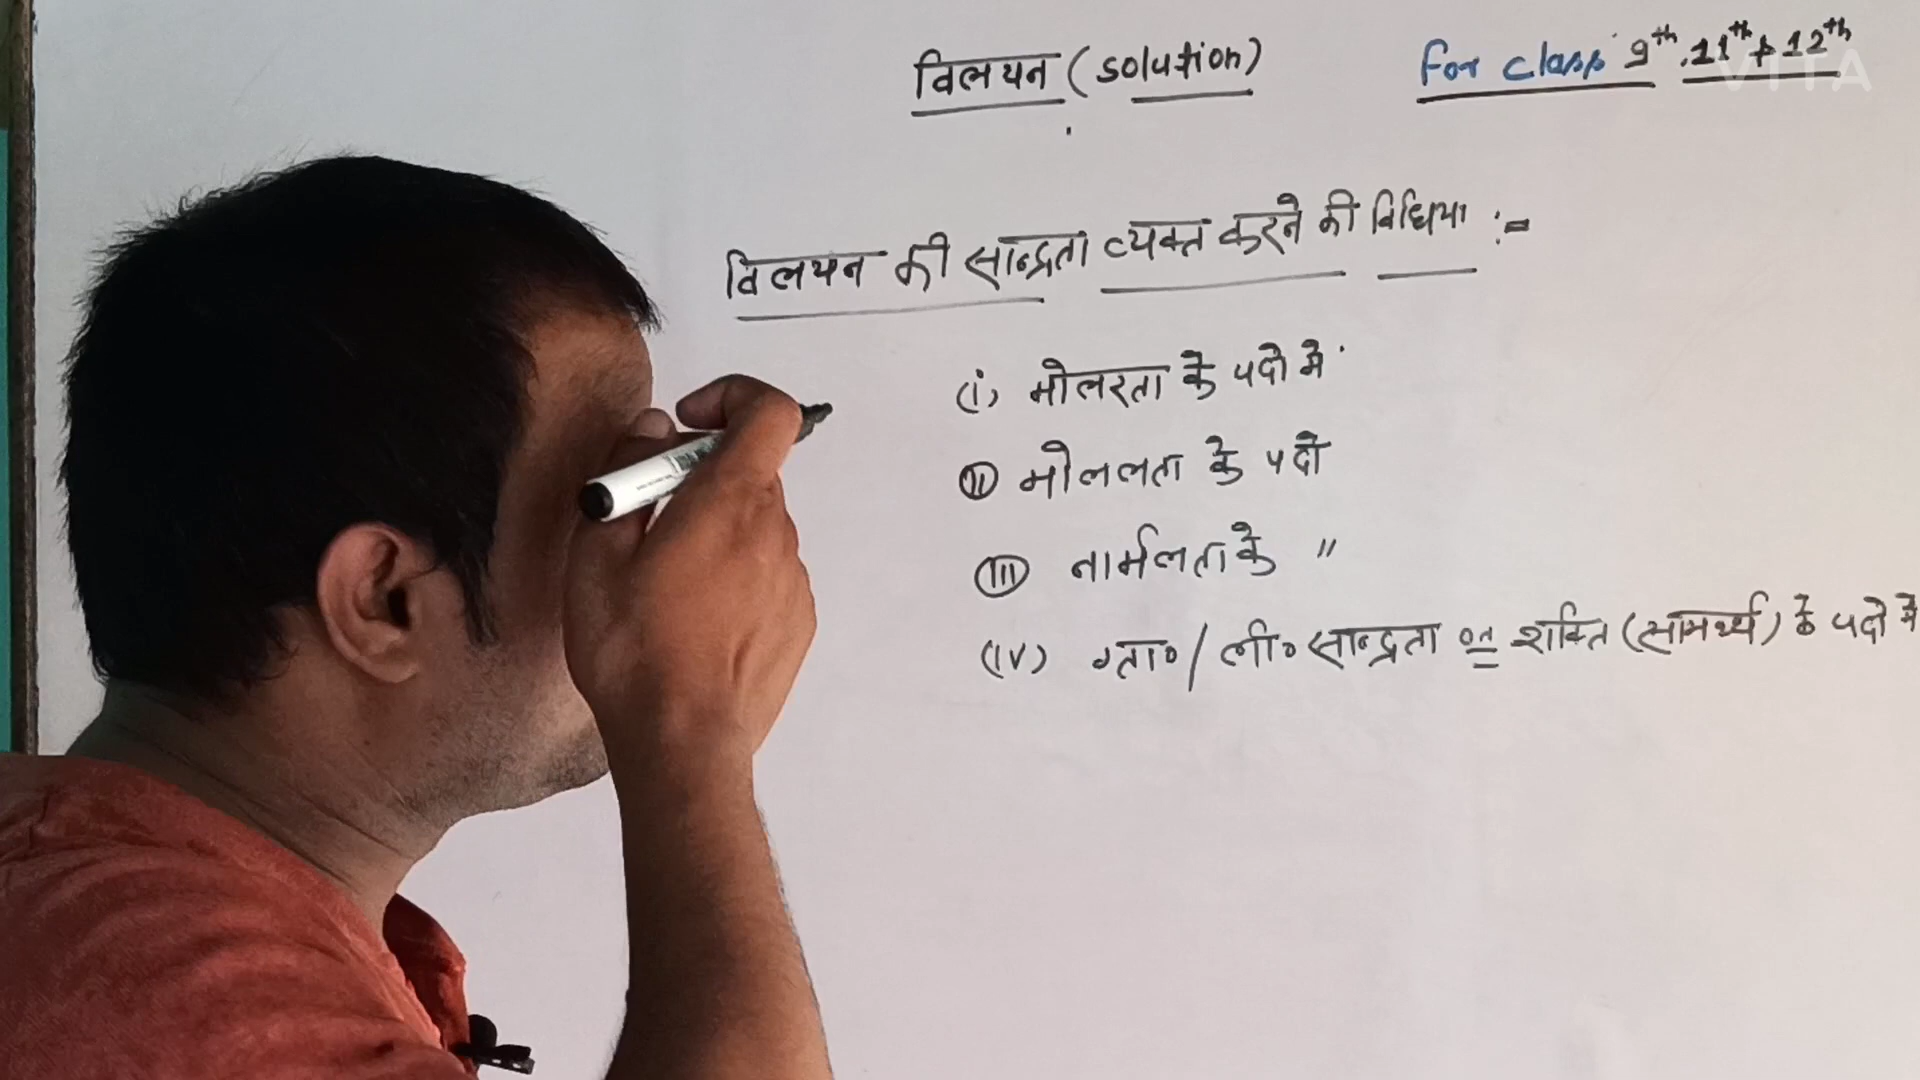 विलयन (solution)
for class 9th, 11th + 12th
VITA
विलयन की सान्द्रता व्यक्त करने की विधिया :-
(i) मोलरता के पदो मे
(II) मोललता के पदो
(III) नार्मलता के "
(IV) ग्रा० / ली० सान्द्रता or शक्ति (सामर्थ्य) के पदो मे